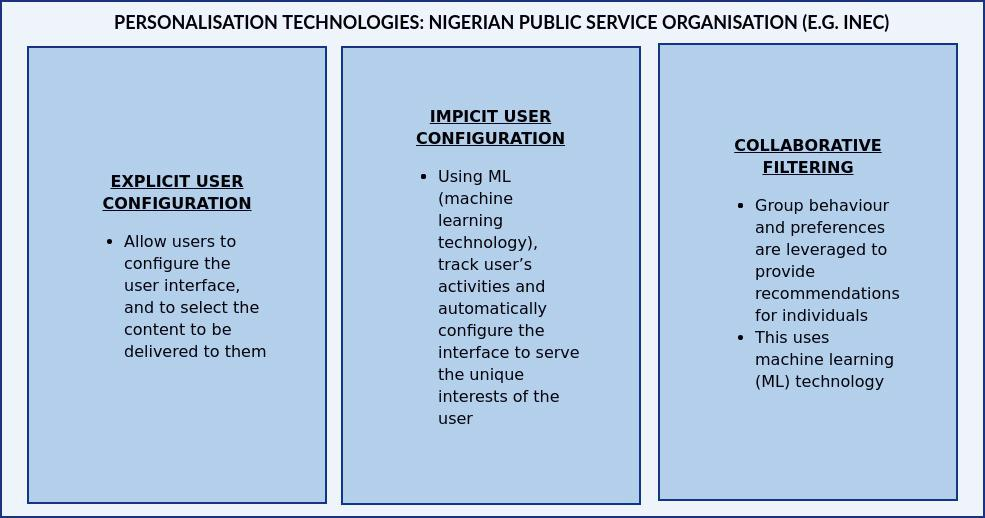 PERSONALISATION TECHNOLOGIES: NIGERIAN PUBLIC SERVICE ORGANISATION (E.G. INEC)
EXPLICIT USER
CONFIGURATION
• Allow users to
configure the
user interface,
and to select the
content to be
delivered to them
IMPICIT USER
CONFIGURATION
• Using ML
(machine
learning
technology),
track user’s
activities and
automatically
configure the
interface to serve
the unique
interests of the
user
COLLABORATIVE
FILTERING
• Group behaviour
and preferences
are leveraged to
provide
recommendations
for individuals
• This uses
machine learning
(ML) technology